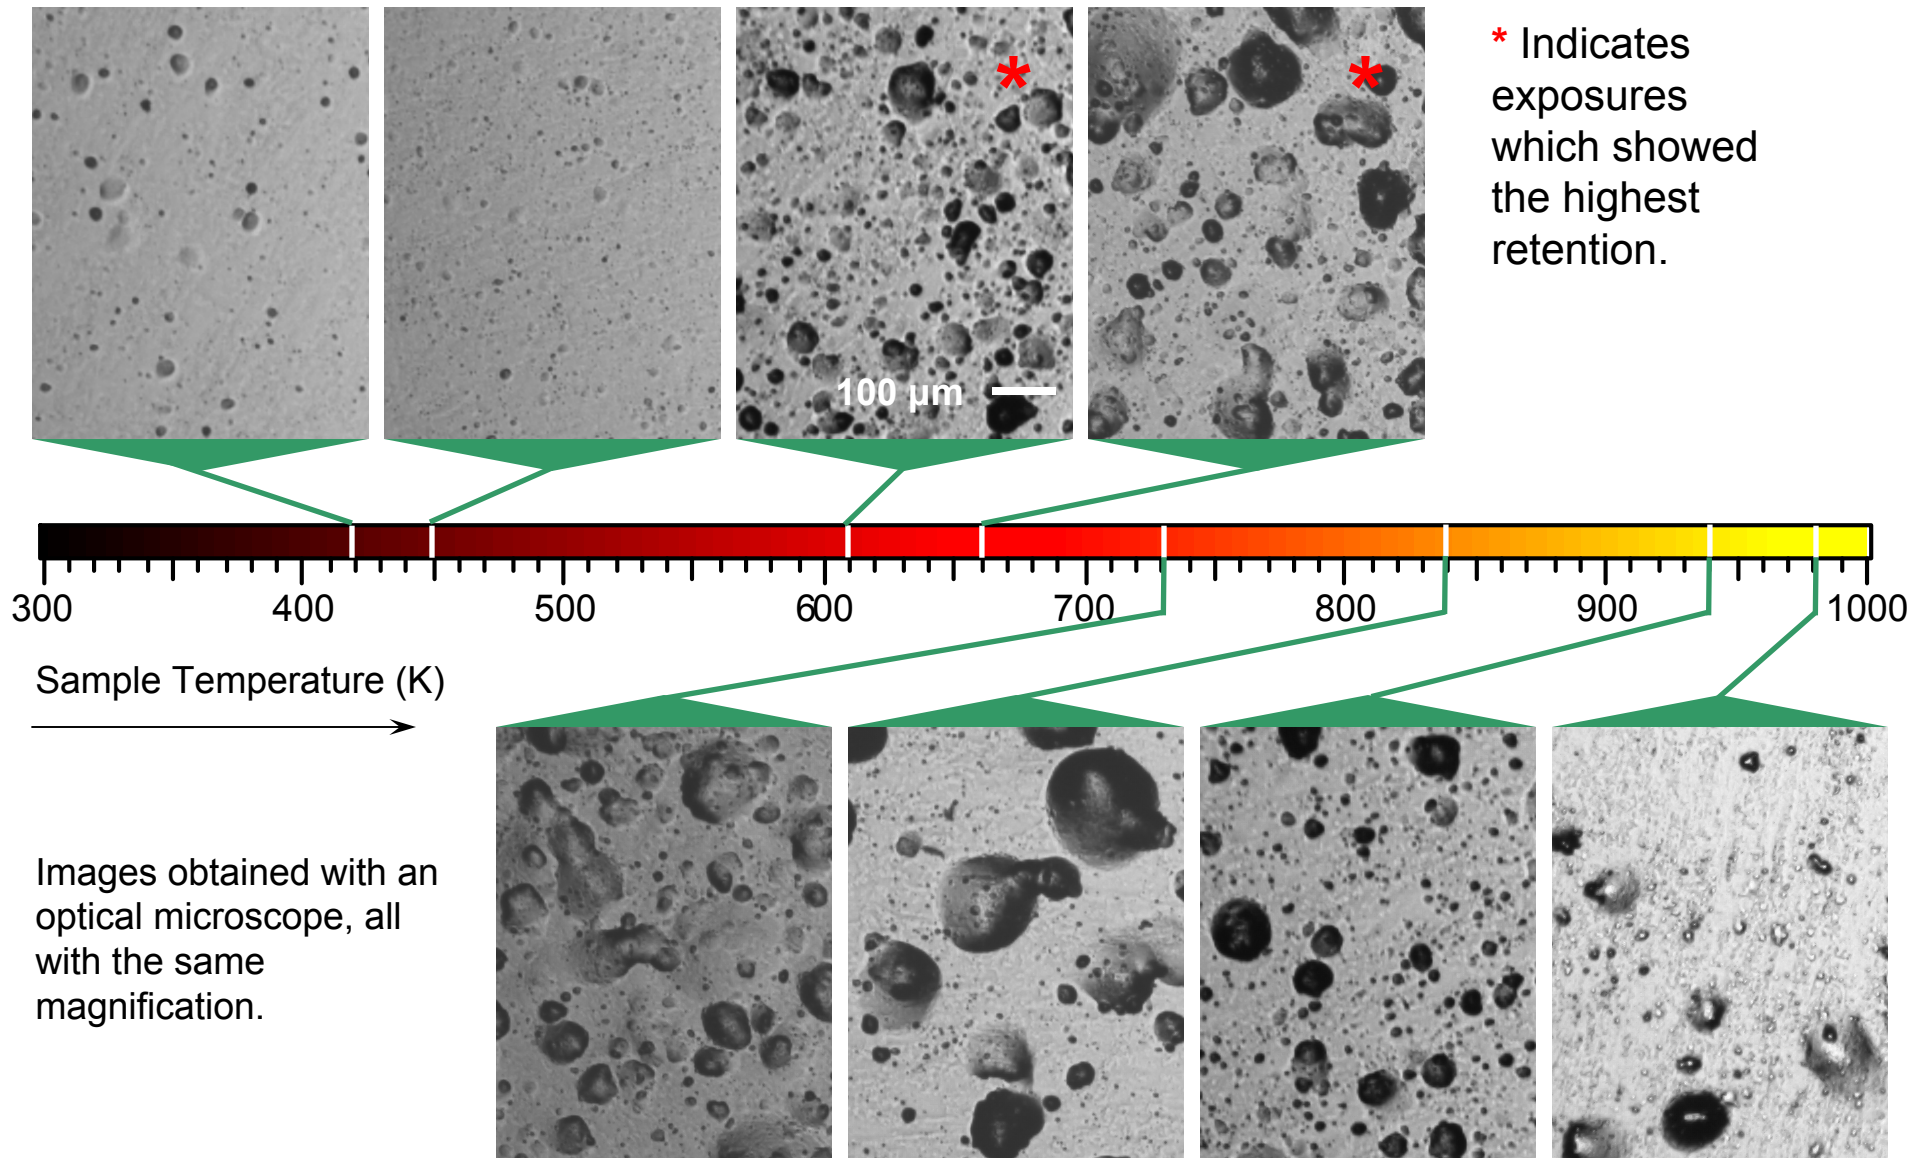 * Indicates
exposures
which showed
the highest
retention.
*
*
100 µm
300 400 500 600 700 800 900 1000
Sample Temperature (K)
Images obtained with an
optical microscope, all
with the same
magnification.